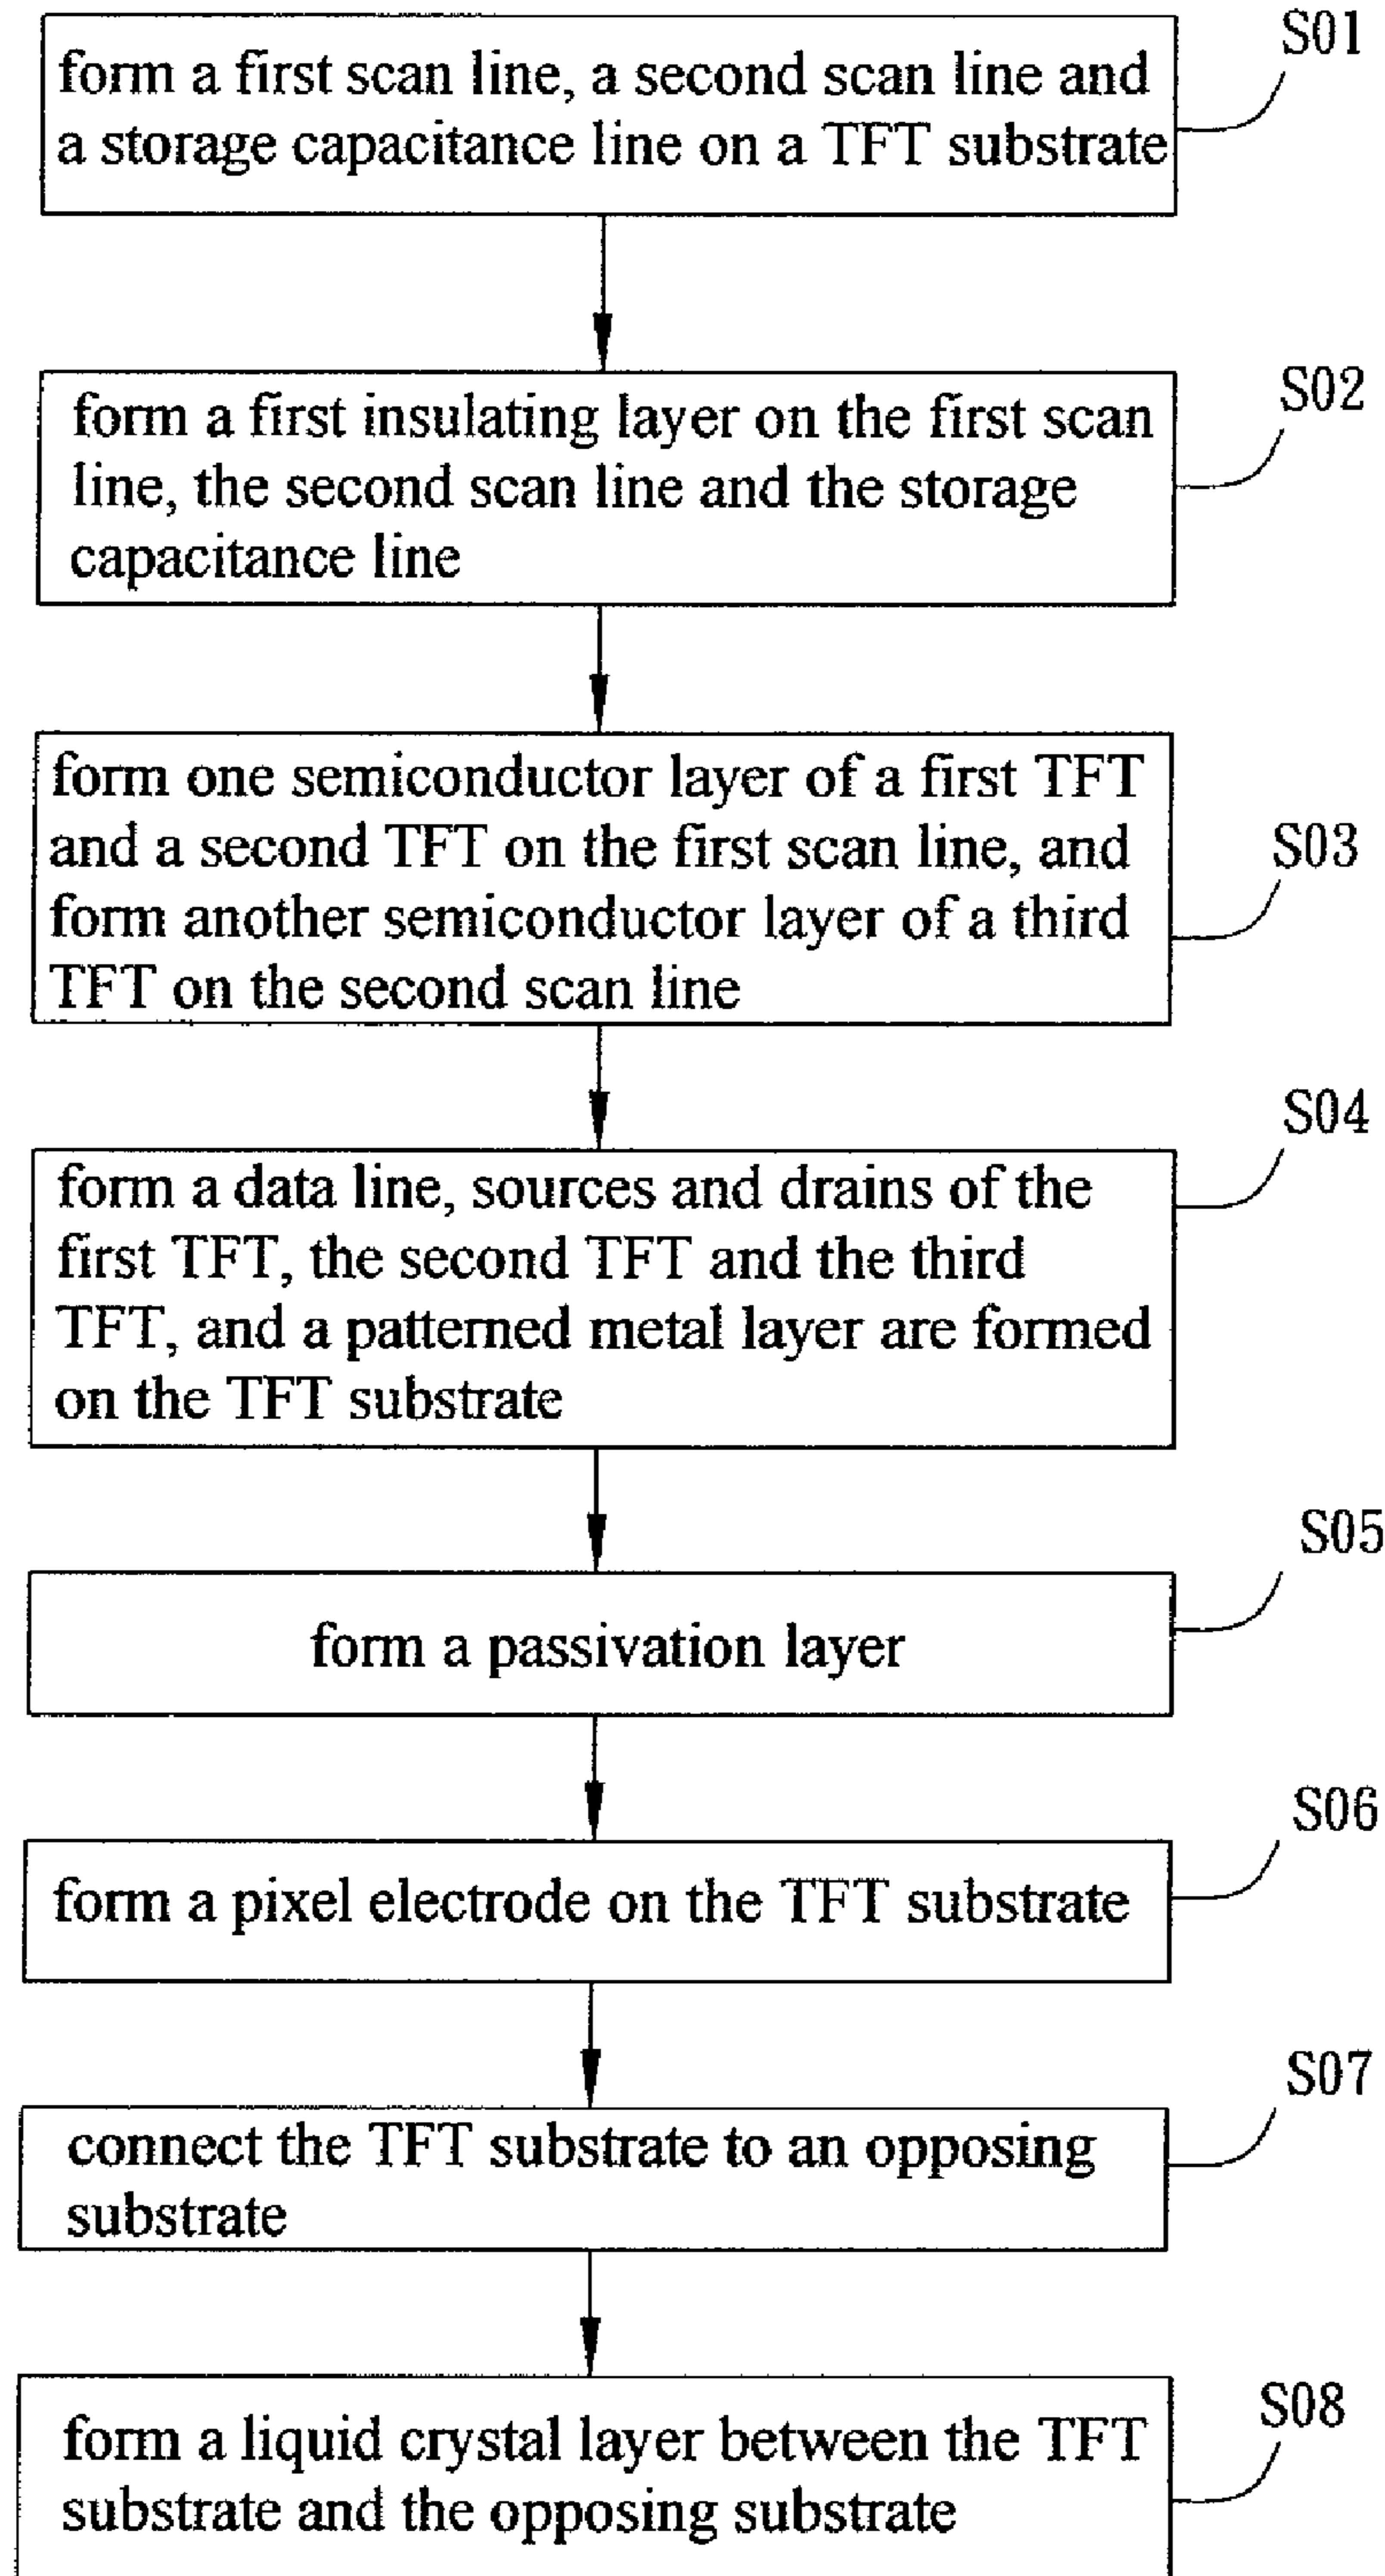 S01
form a first scan line, a second scan line and
a storage capacitance line on a TFT substrate
S02
form a first insulating layer on the first scan
line, the second scan line and the storage
capacitance line
form one semiconductor layer of a first TFT
and a second TFT on the first scan line, and
S03
form another semiconductor layer of a third
TFT on the second scan line
S04
form a data line, sources and drains of the
first TFT, the second TFT and the third
TFT, and a patterned metal layer are formed
on the TFT substrate
S05
form a passivation layer
S06
form a pixel electrode on the TFT substrate
S07
connect the TFT substrate to an opposing
substrate
S08
form a liquid crystal layer between the TFT
substrate and the opposing substrate